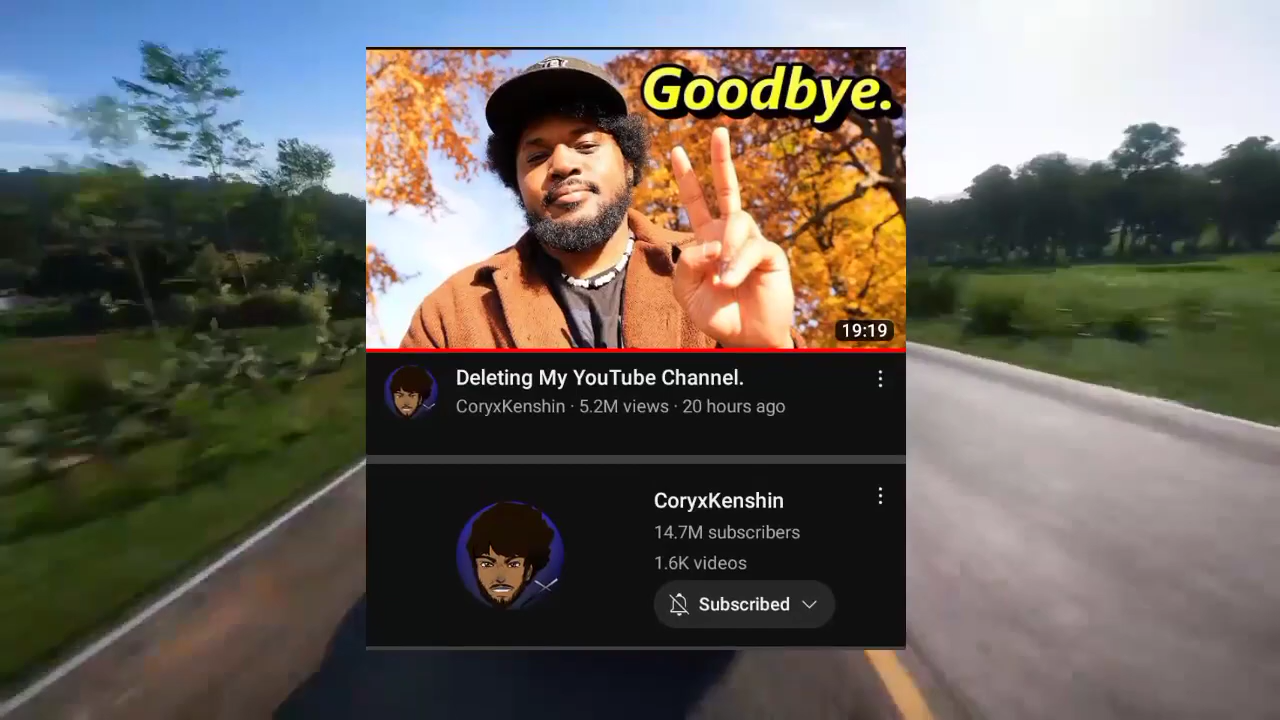 Goodbye.
19:19
Deleting My YouTube Channel.
CoryxKenshin · 5.2M views · 20 hours ago
CoryxKenshin
14.7M subscribers
1.6K videos
Subscribed